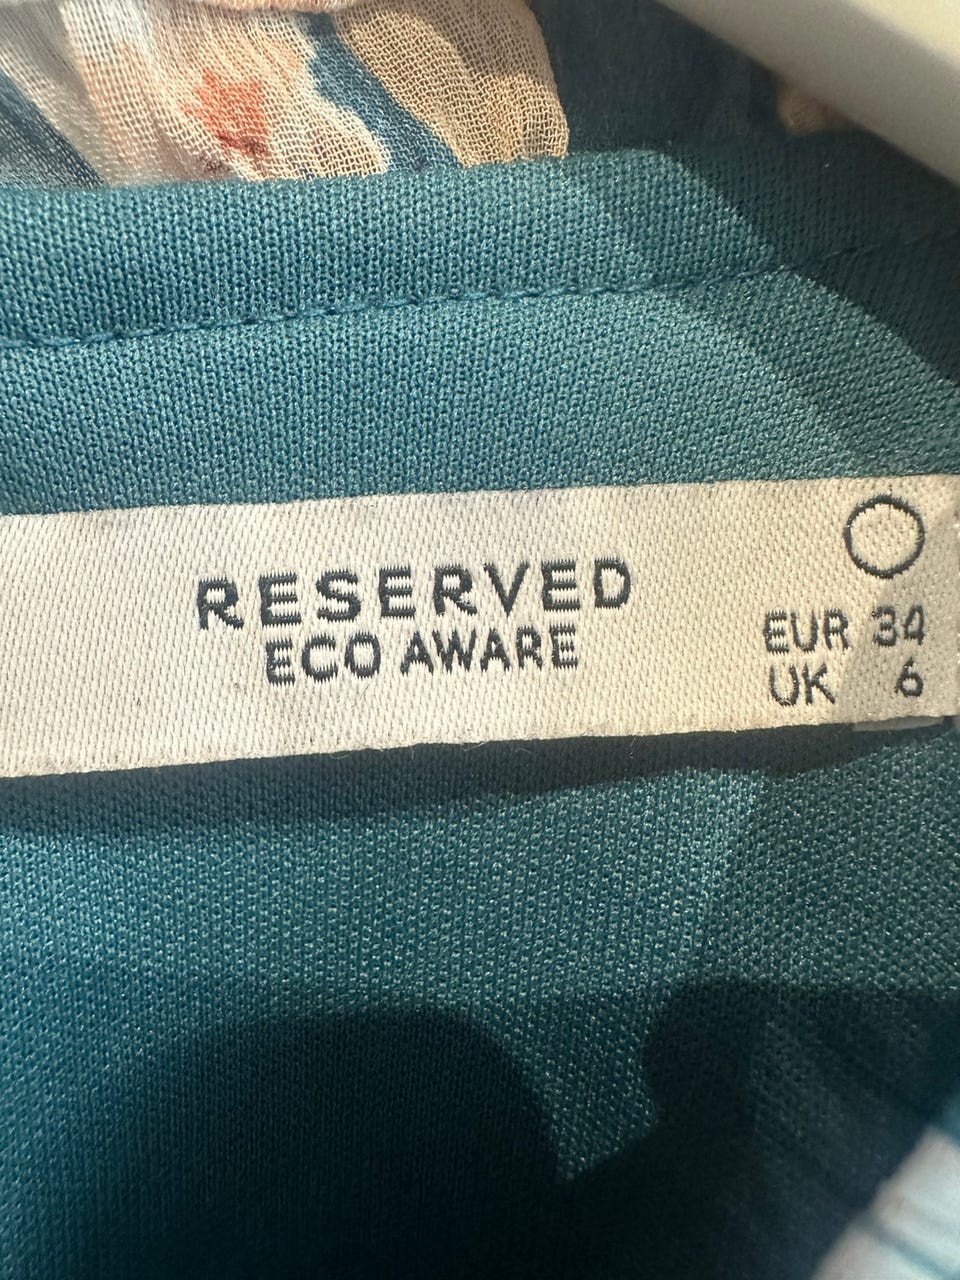 RESERVED
ECO AWARE
EUR 34
UK 6